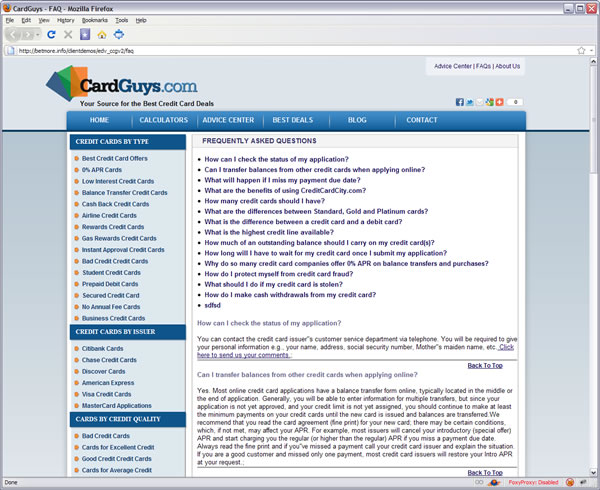 CardGuys - FAQ - Mozilla Firefox
File Edit View History Bookmarks Tools Help
http://betmore.info/clientdemos/edv_ccgv2/faq
Advice Center | FAQs | About Us
CardGuys.com
Your Source for the Best Credit Card Deals
0
HOME CALCULATORS ADVICE CENTER BEST DEALS BLOG CONTACT
CREDIT CARDS BY TYPE
Best Credit Card Offers
0% APR Cards
Low Interest Credit Cards
Balance Transfer Credit Cards
Cash Back Credit Cards
Airline Credit Cards
Rewards Credit Cards
Gas Rewards Credit Cards
Instant Approval Credit Cards
Bad Credit Credit Cards
Student Credit Cards
Prepaid Debit Cards
Secured Credit Card
No Annual Fee Cards
Business Credit Cards
CREDIT CARDS BY ISSUER
Citibank Cards
Chase Credit Cards
Discover Cards
American Express
Visa Credit Cards
MasterCard Applications
CARDS BY CREDIT QUALITY
Bad Credit Cards
Cards for Excellent Credit
Good Credit Credit Cards
Cards for Average Credit
FREQUENTLY ASKED QUESTIONS
How can I check the status of my application?
Can I transfer balances from other credit cards when applying online?
What will happen if I miss my payment due date?
What are the benefits of using CreditCardCity.com?
How many credit cards should I have?
What are the differences between Standard, Gold and Platinum cards?
What is the difference between a credit card and a debit card?
What is the highest credit line available?
How much of an outstanding balance should I carry on my credit card(s)?
How long will I have to wait for my credit card once I submit my application?
Why do so many credit card companies offer 0% APR on balance transfers and purchases?
How do I protect myself from credit card fraud?
What should I do if my credit card is stolen?
How do I make cash withdrawals from my credit card?
sdfsd
How can I check the status of my application?
You can contact the credit card issuer"s customer service department via telephone. You will be required to give
your personal information e.g., your name, address, social security number, Mother"s maiden name, etc. Click
here to send us your comments.;
Back To Top
Can I transfer balances from other credit cards when applying online?
Yes. Most online credit card applications have a balance transfer form online, typically located in the middle or
the end of application. Generally, you will be able to enter information for multiple transfers, but since your
application is not yet approved, and your credit limit is not yet assigned, you should continue to make at least
the minimum payments on your credit cards until the new card is issued and balances are transferred.We
recommend that you read the card agreement (fine print) for your new card; there may be certain conditions,
which, if not met, may affect your APR. For example, most issuers will cancel your introductory (special offer)
APR and start charging you the regular (or higher than the regular) APR if you miss a payment due date.
Always read the fine print and if you"ve missed a payment call your credit card issuer and explain the situation.
If you are a good customer and missed only one payment, most credit card issuers will restore your Intro APR
at your request.;
Back To Top
Done
FoxyProxy: Disabled